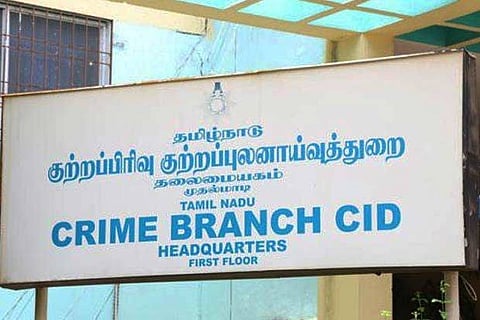 தமிழ்நாடு
குற்றப்பிரிவு குற்றப்புலனாய்வுத்துறை
தலைமையகம்
முதல்மாடி
TAMIL NADU
CRIME BRANCH CID
HEADQUARTERS
FIRST FLOOR